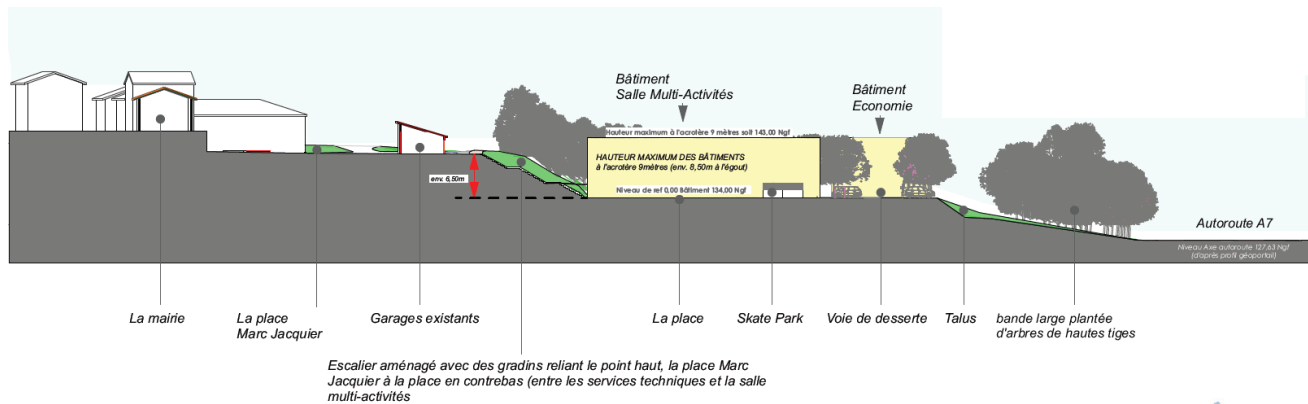 Bâtiment
Salle Multi-Activités
Bâtiment
Economie
Hauteur maximum à l'acrotère 9 mètres soit 143,00 Ngf
HAUTEUR MAXIMUM DES BÂTIMENTS
à l'acrotère 9mètres (env. 8,50m à l'égout)
env. 6,50m
Niveau de ref 0,00 Bâtiment 134,00 Ngf
Autoroute A7
Niveau Axe autoroute 127,63 Ngf
(d'après profil géoportail)
La mairie
La place
Marc Jacquier
Garages existants
La place
Skate Park
Voie de desserte
Talus
bande large plantée
d'arbres de hautes tiges
Escalier aménagé avec des gradins reliant le point haut, la place Marc
Jacquier à la place en contrebas (entre les services techniques et la salle
multi-activités